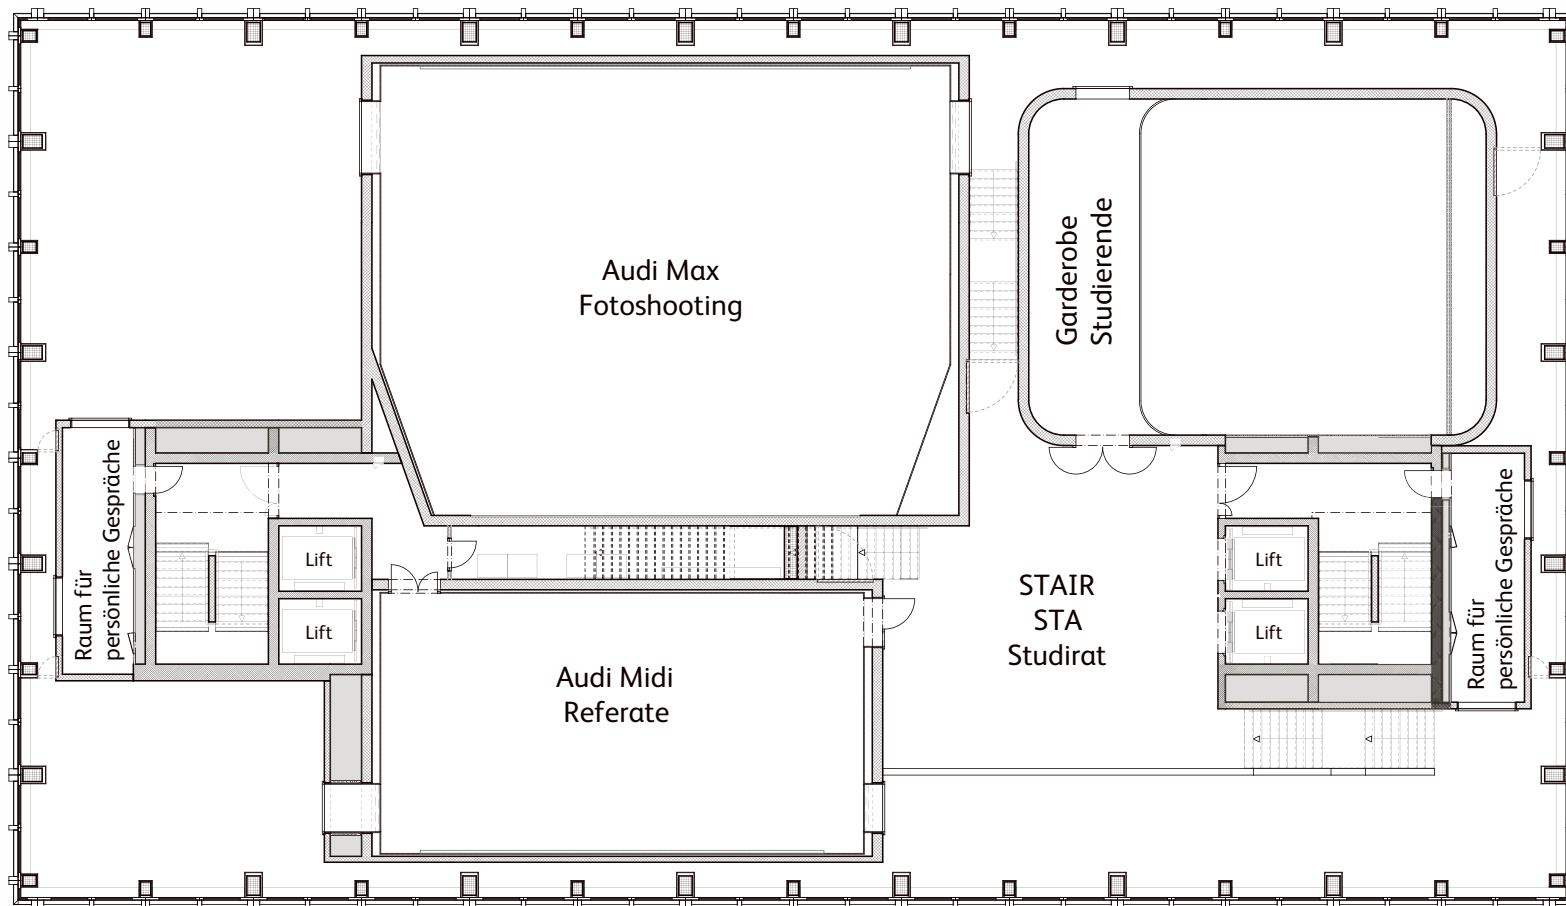 Audi Max
Fotoshooting
Garderobe
Studierende
Raum für
persönliche Gespräche
Lift
Lift
Audi Midi
Referate
STAIR
STA
Studirat
Lift
Lift
Raum für
persönliche Gespräche